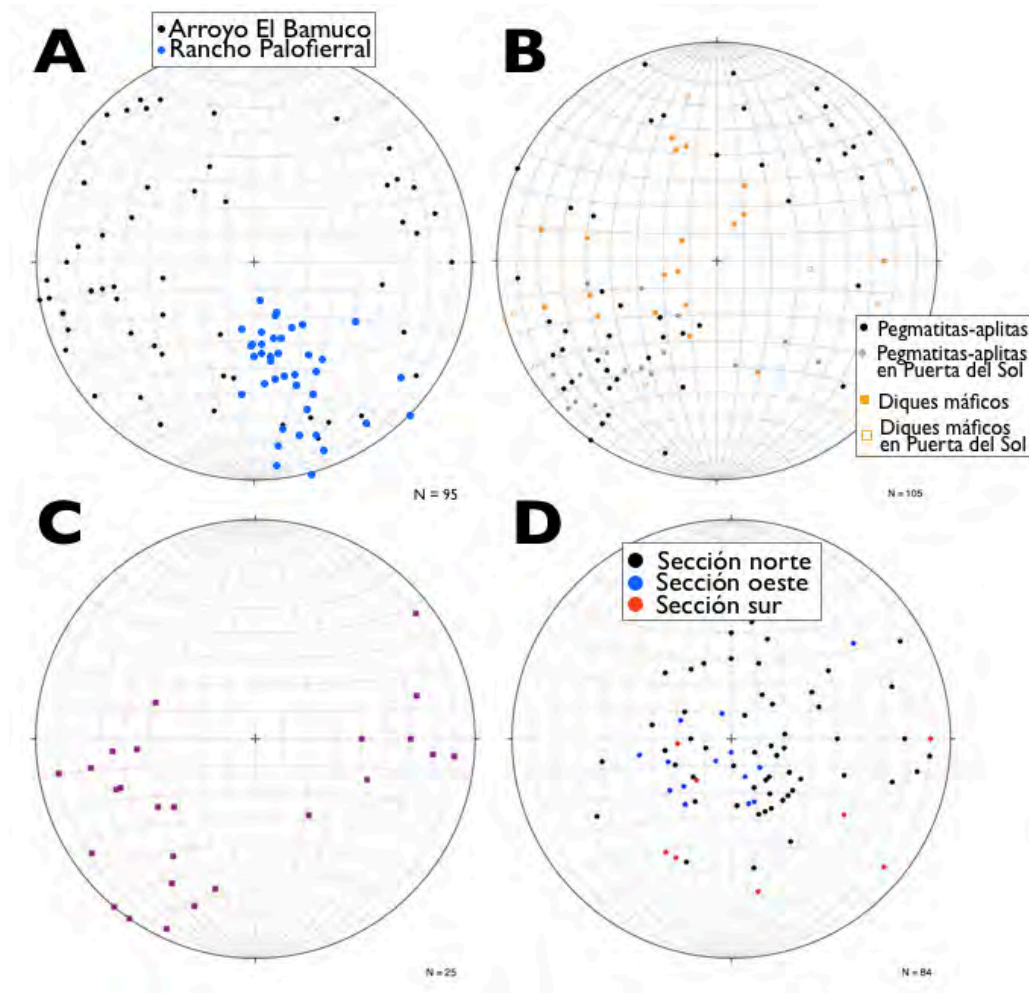 A
Arroyo El Bamuco
Rancho Palofierral
N = 95
B
Pegmatitas-aplitas
Pegmatitas-aplitas
en Puerta del Sol
Diques máficos
Diques máficos
en Puerta del Sol
N = 105
C
N = 25
D
Sección norte
Sección oeste
Sección sur
N = 84